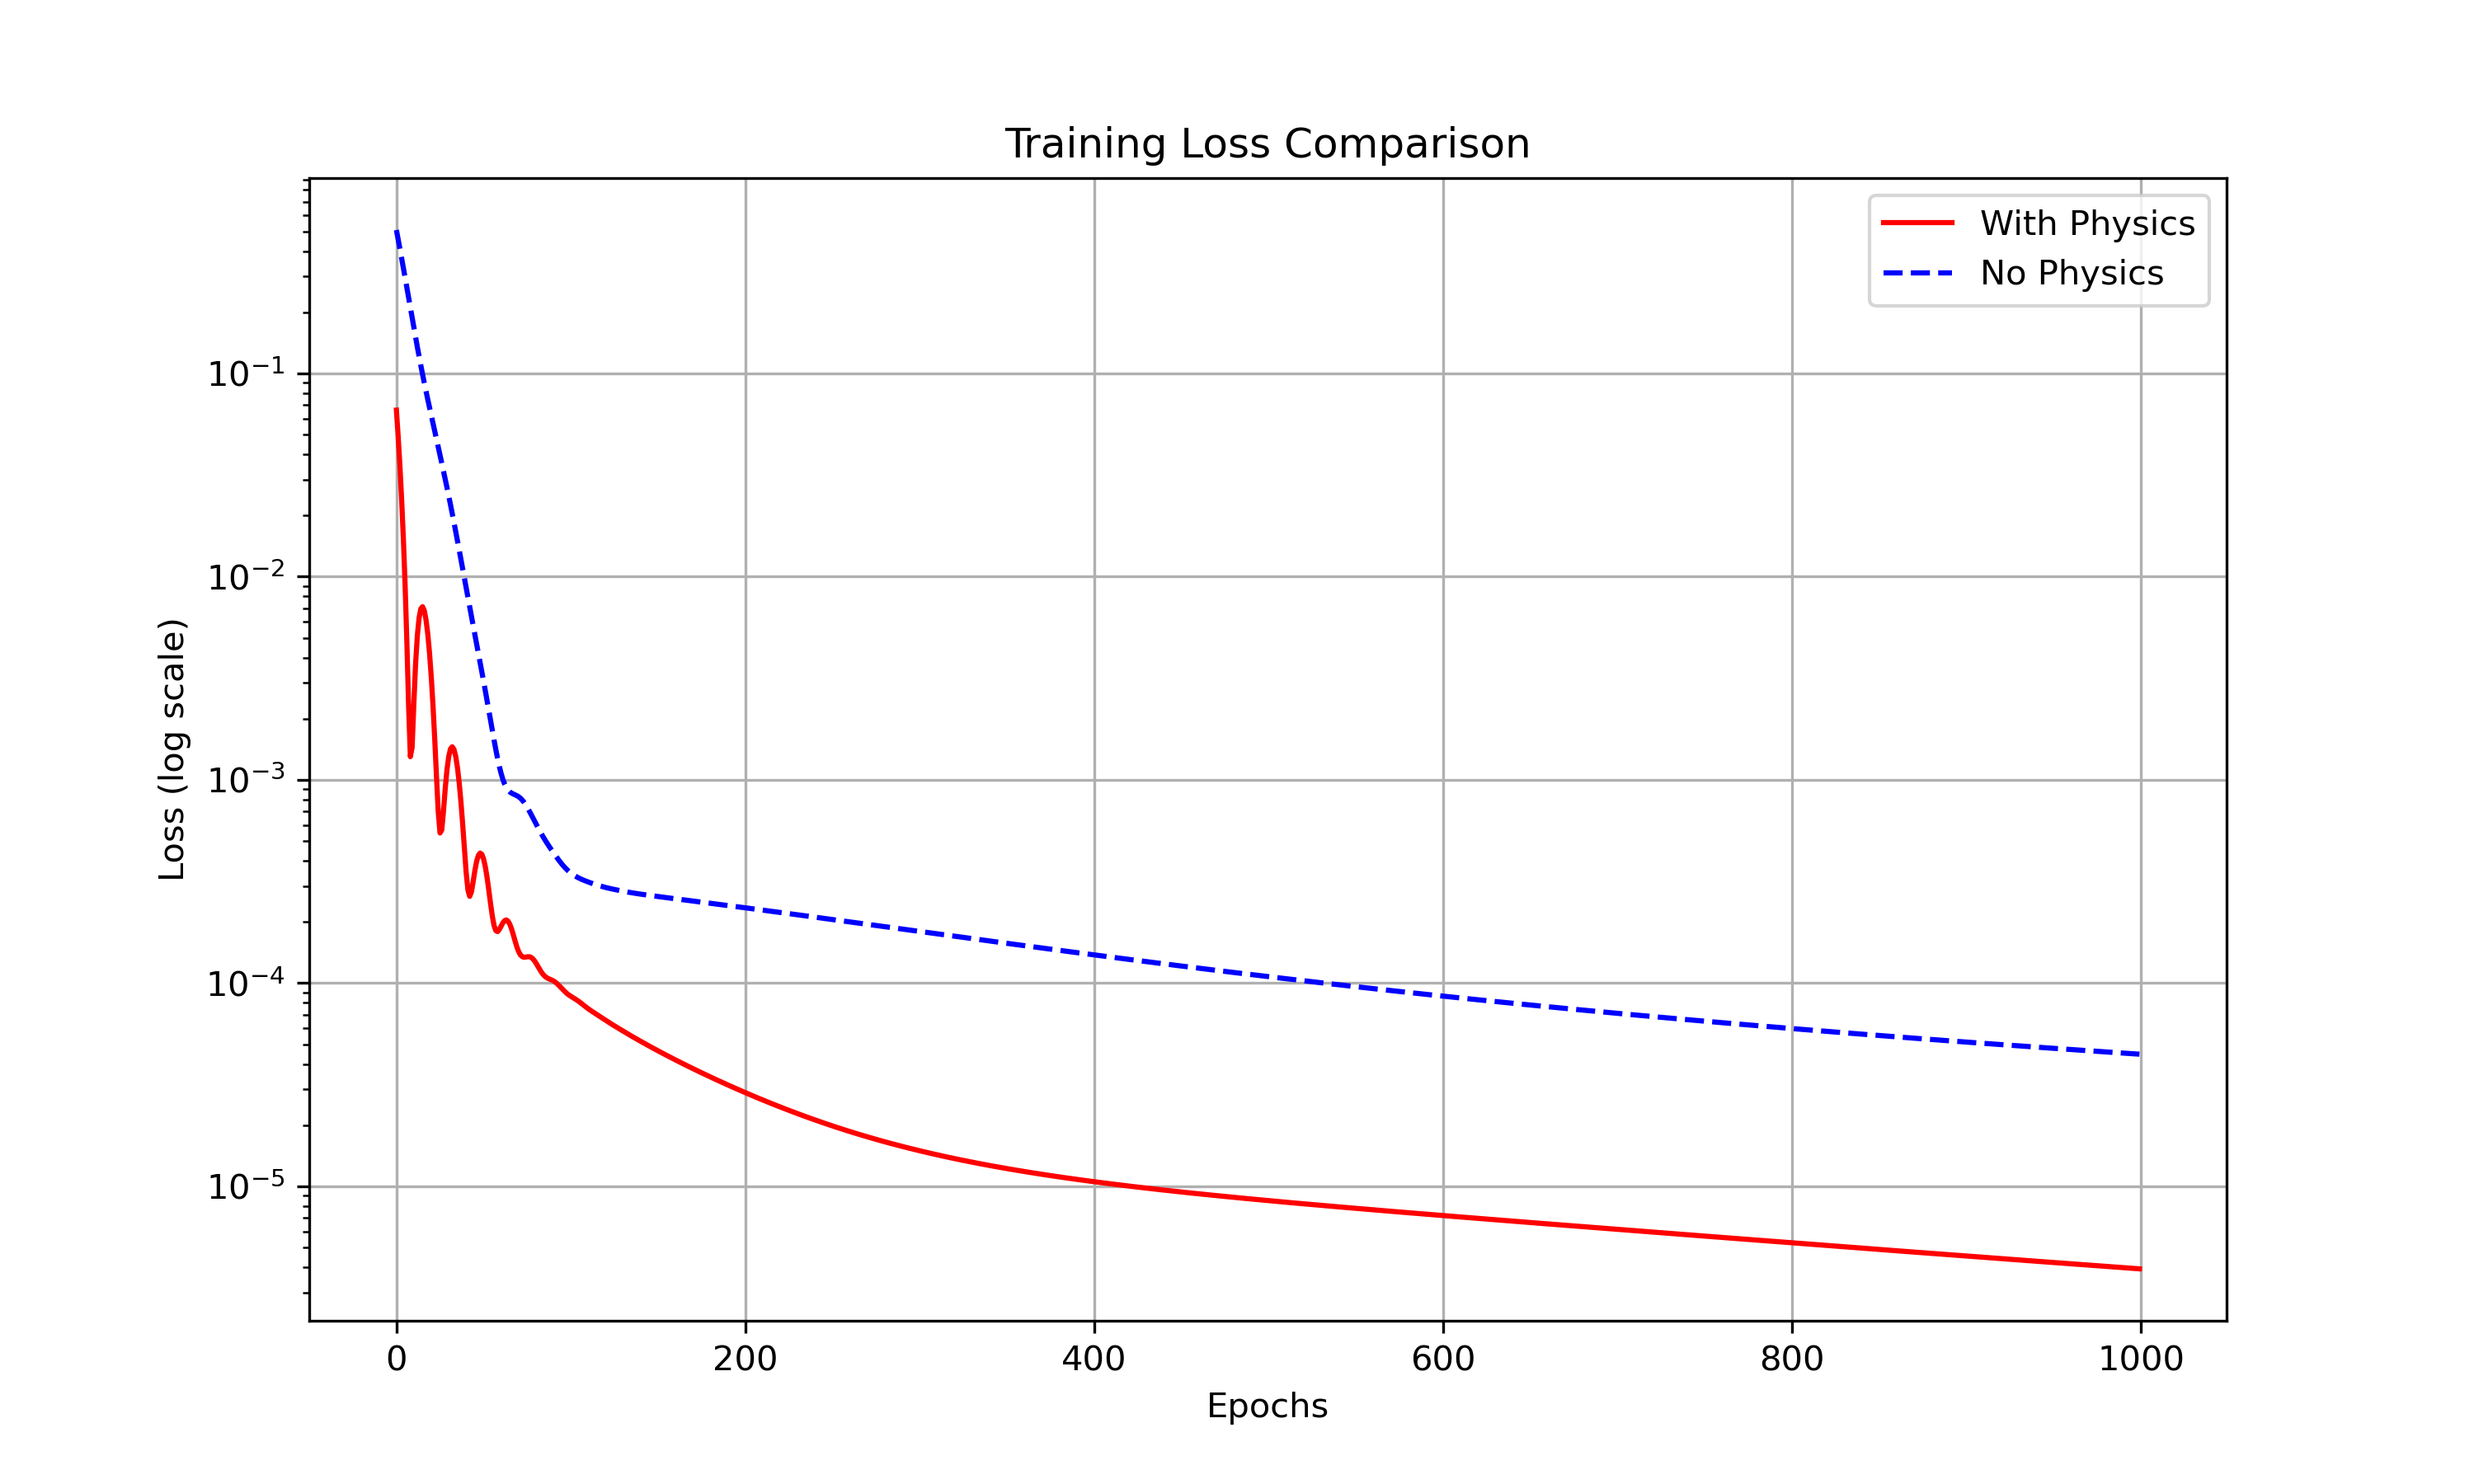 Training Loss Comparison
With Physics
No Physics
Loss (log scale)
10⁻¹
10⁻²
10⁻³
10⁻⁴
10⁻⁵
0 200 400 600 800 1000
Epochs